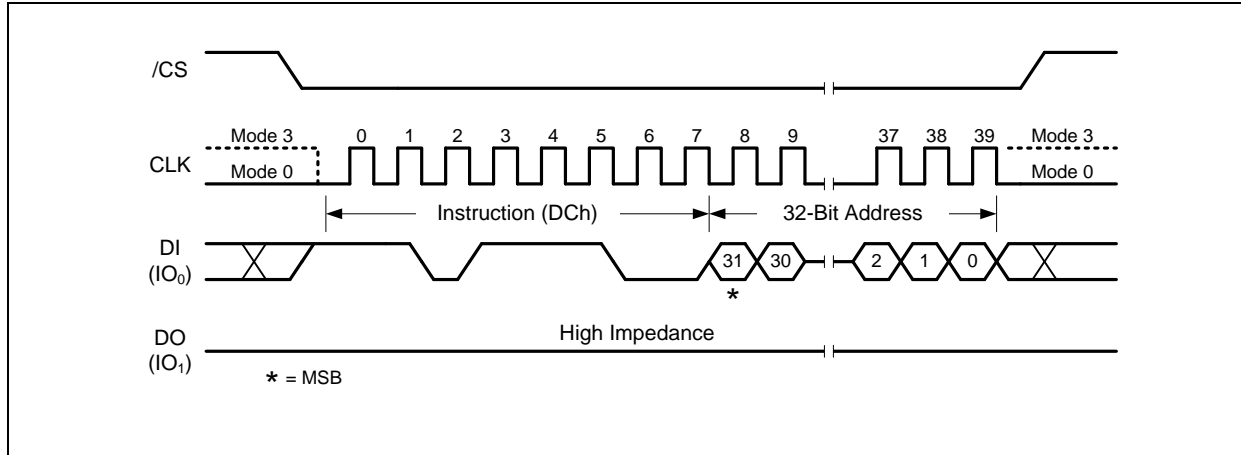 /CS
Mode 3 0 1 2 3 4 5 6 7 8 9 37 38 39 Mode 3
CLK Mode 0 Mode 0
Instruction (DCh) 32-Bit Address
DI
(IO₀) 31 30 2 1 0
*
DO High Impedance
(IO₁)
* = MSB